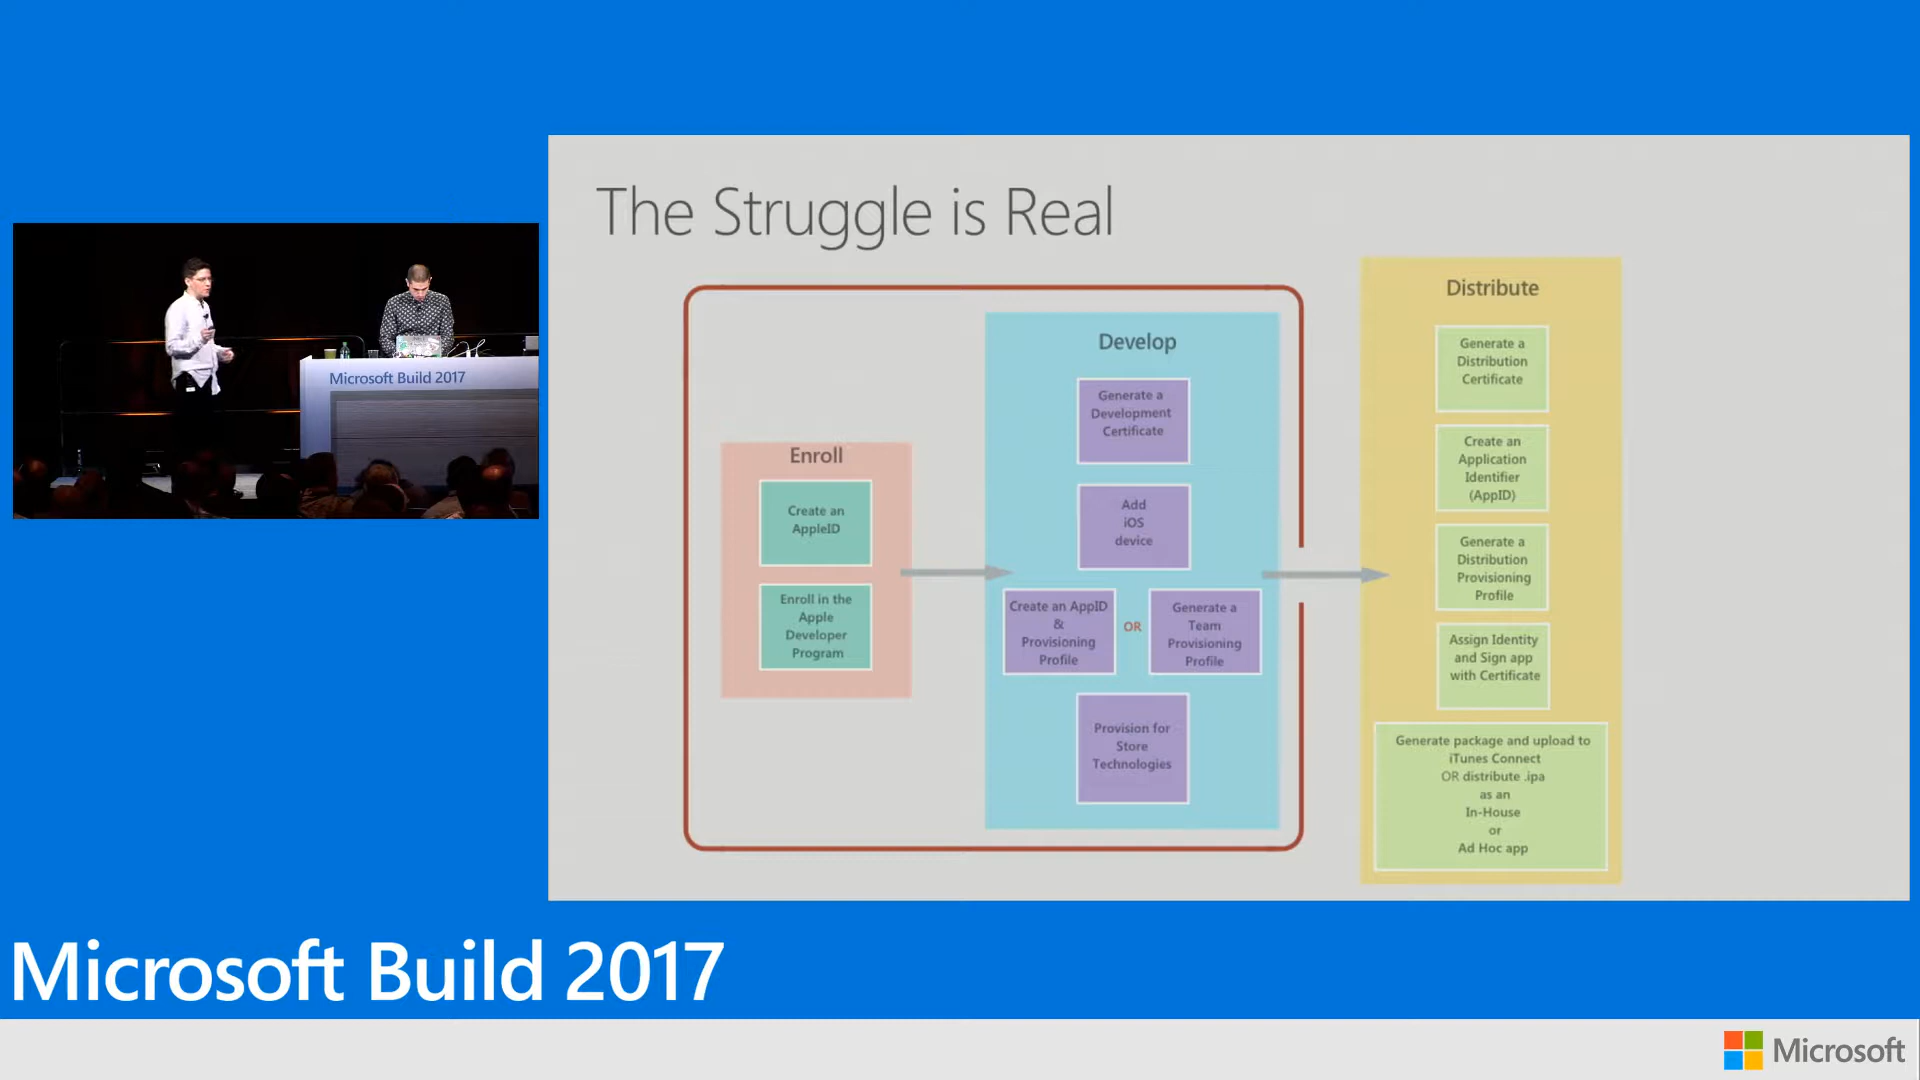 The Struggle is Real
Microsoft Build 2017
Enroll
Create an
AppleID
Enroll in the
Apple
Developer
Program
Develop
Generate a
Development
Certificate
Add
iOS
device
Create an AppID
&
Provisioning
Profile
OR
Generate a
Team
Provisioning
Profile
Provision for
Store
Technologies
Distribute
Generate a
Distribution
Certificate
Create an
Application
Identifier
(AppID)
Generate a
Distribution
Provisioning
Profile
Assign Identity
and Sign app
with Certificate
Generate package and upload to
iTunes Connect
OR distribute .ipa
as an
In-House
or
Ad Hoc app
Microsoft Build 2017
Microsoft